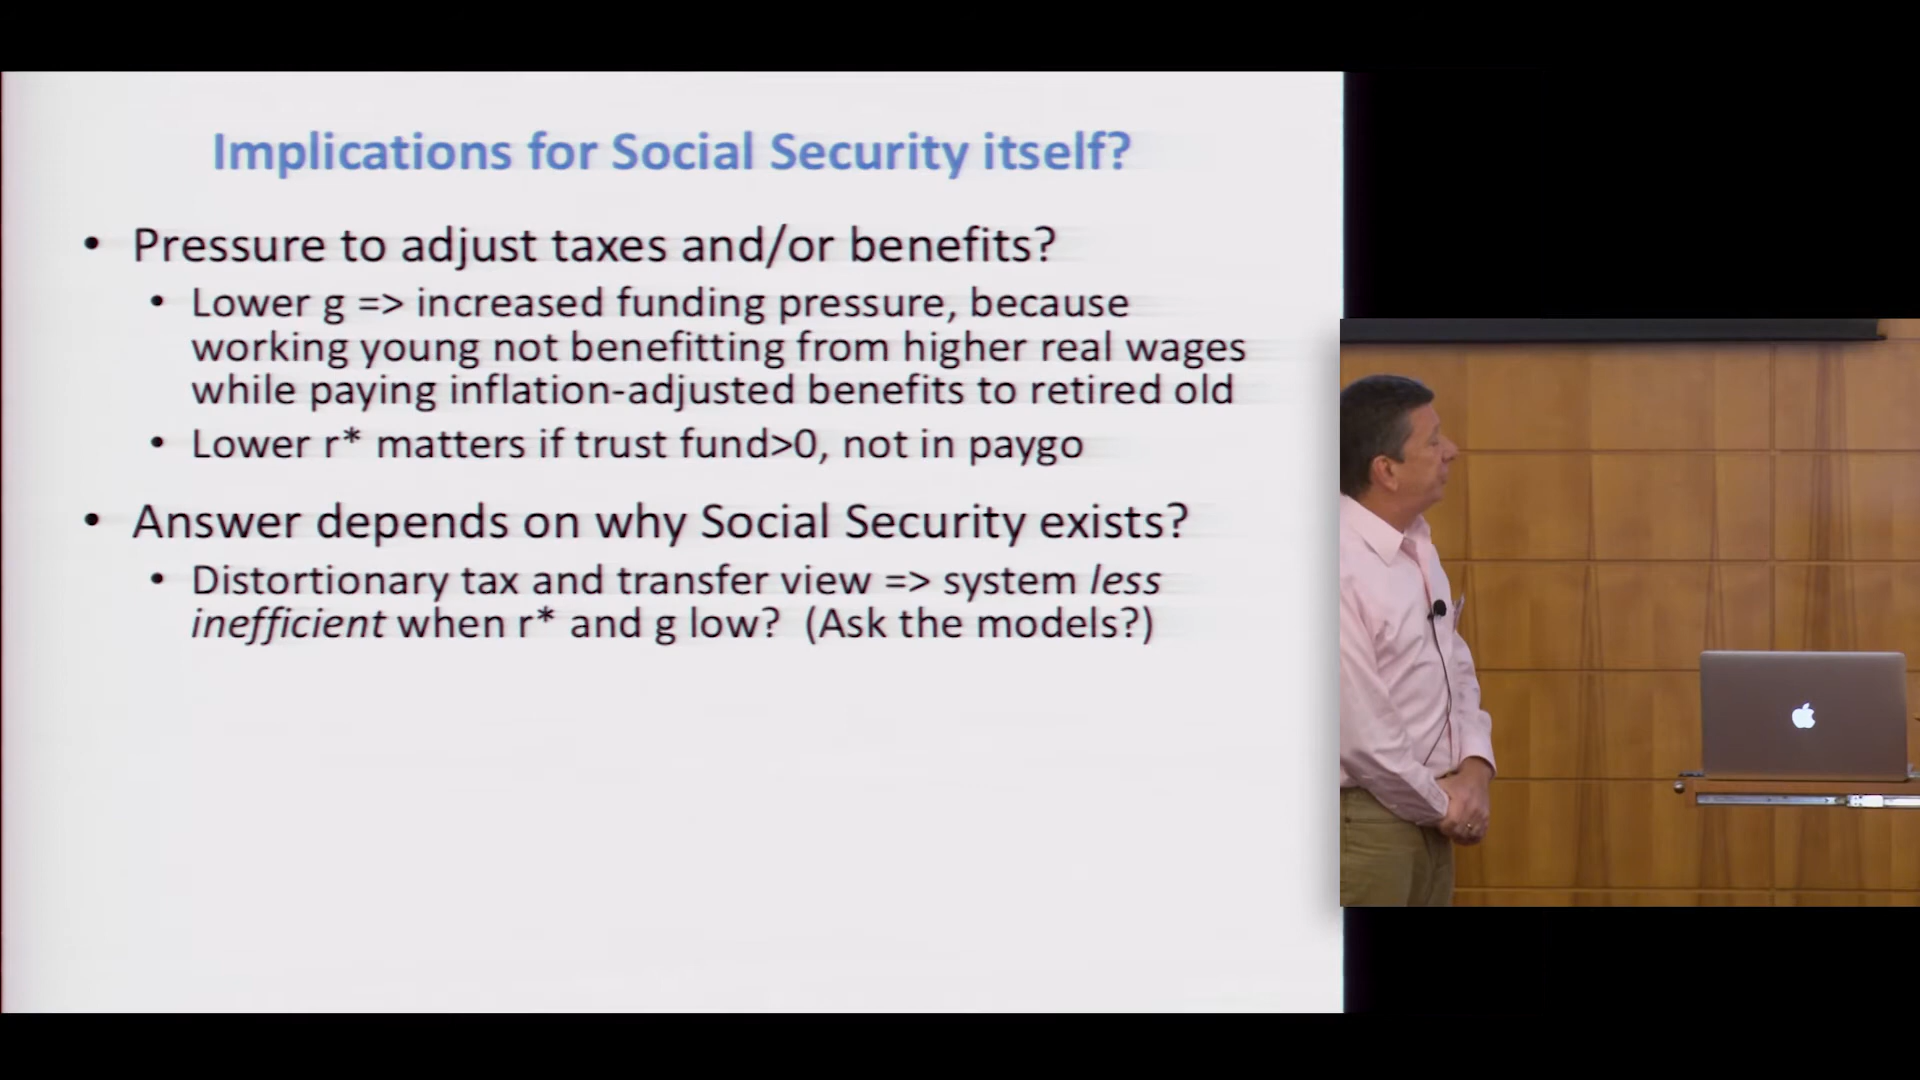 Implications for Social Security itself?
• Pressure to adjust taxes and/or benefits?
• Lower g => increased funding pressure, because
working young not benefitting from higher real wages
while paying inflation-adjusted benefits to retired old
• Lower r* matters if trust fund>0, not in paygo
• Answer depends on why Social Security exists?
• Distortionary tax and transfer view => system less
inefficient when r* and g low? (Ask the models?)